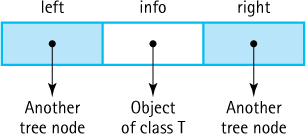 left info right
Another Object Another
tree node of class T tree node